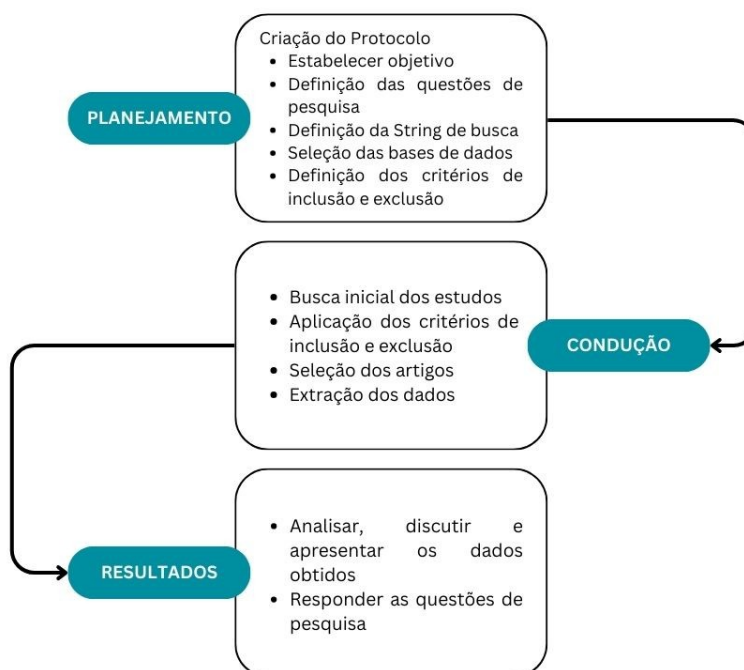 Criação do Protocolo
• Estabelecer objetivo
• Definição das questões de
pesquisa
• Definição da String de busca
• Seleção das bases de dados
• Definição dos critérios de
inclusão e exclusão
PLANEJAMENTO
• Busca inicial dos estudos
• Aplicação dos critérios de
inclusão e exclusão
• Seleção dos artigos
• Extração dos dados
CONDUÇÃO
• Analisar, discutir e
apresentar os dados
obtidos
• Responder as questões de
pesquisa
RESULTADOS